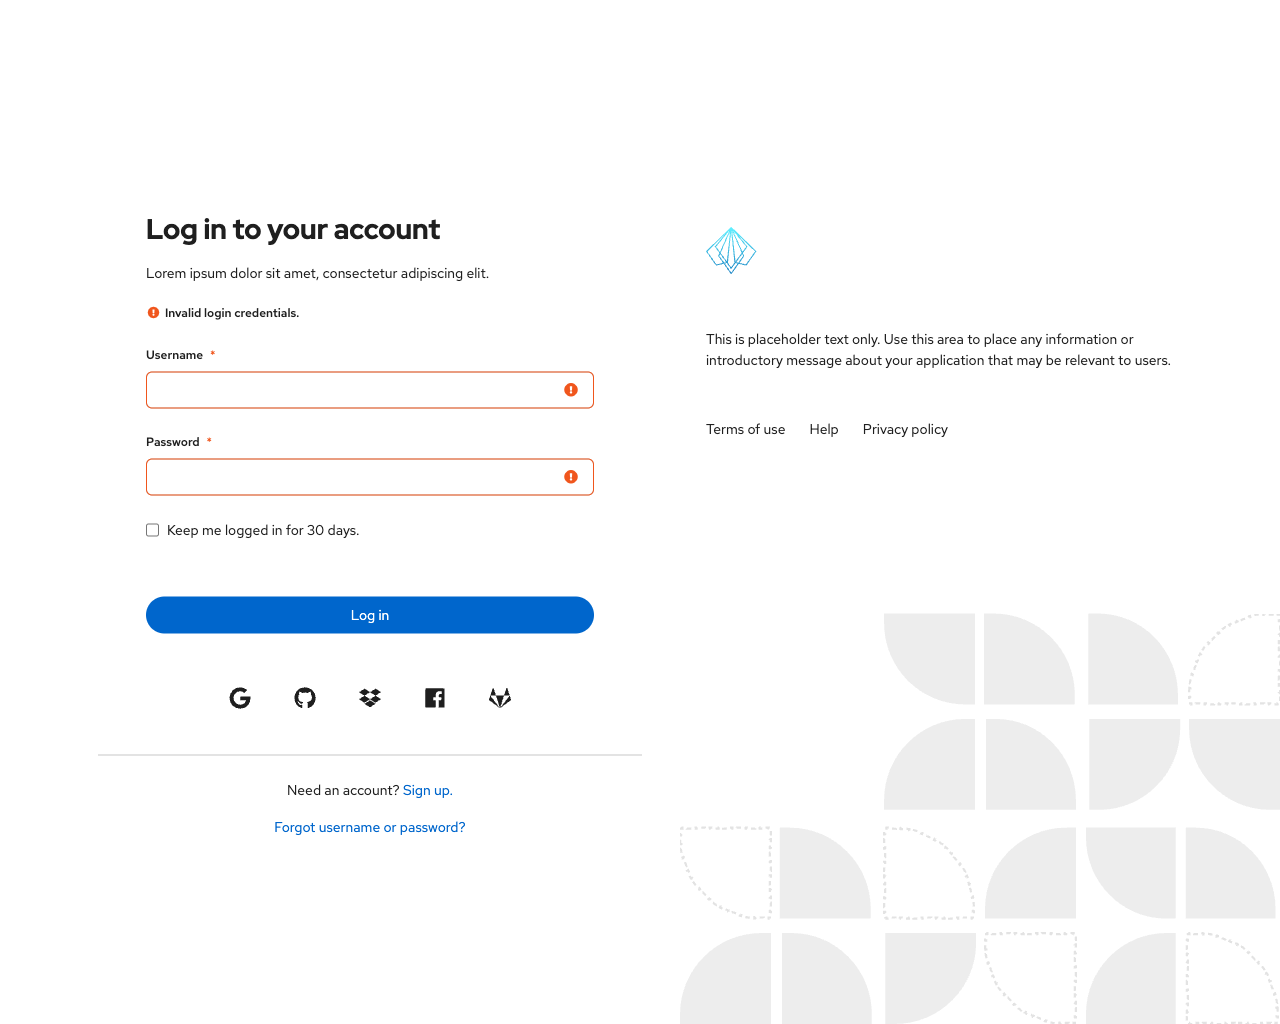 Log in to your account
Lorem ipsum dolor sit amet, consectetur adipiscing elit.
Invalid login credentials.
Username *
Password *
Keep me logged in for 30 days.
Log in
Need an account? Sign up.
Forgot username or password?
This is placeholder text only. Use this area to place any information or
introductory message about your application that may be relevant to users.
Terms of use Help Privacy policy